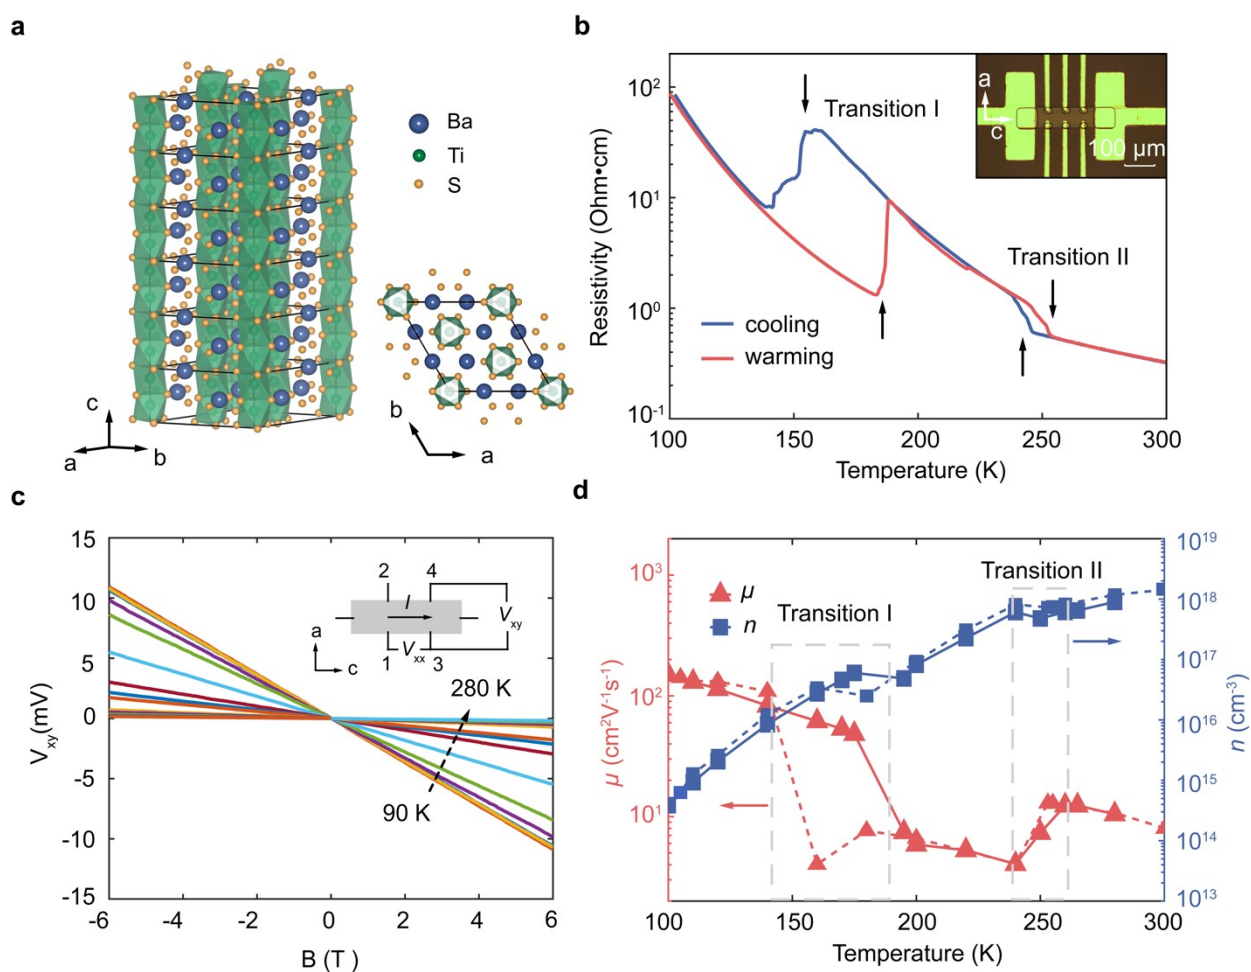 a
Ba
Ti
S
c
a
b
b
a
b
Resistivity (Ohm•cm)
10²
10¹
10⁰
10⁻¹
Transition I
Transition II
cooling
warming
a
c
100 µm
100 150 200 250 300
Temperature (K)
c
V_xy(mV)
15
10
5
0
-5
-10
-15
2 4
I
V_xy
1 V_xx 3
a
c
280 K
90 K
-6 -4 -2 0 2 4 6
B (T)
d
µ (cm²V⁻¹s⁻¹)
10³
10²
10¹
µ
n
Transition I
Transition II
10¹⁹
10¹⁸
10¹⁷
10¹⁶
10¹⁵
10¹⁴
10¹³
n (cm⁻³)
100 150 200 250 300
Temperature (K)